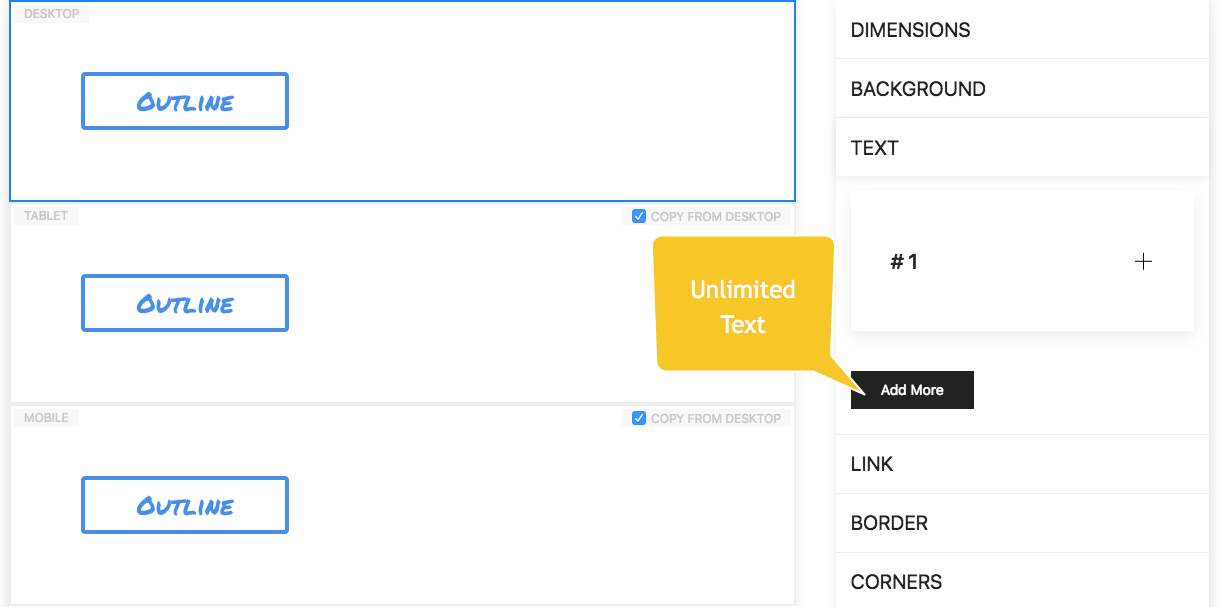 DESKTOP
Outline
TABLET
COPY FROM DESKTOP
Outline
MOBILE
COPY FROM DESKTOP
Outline
Unlimited
Text
DIMENSIONS
BACKGROUND
TEXT
#1
Add More
LINK
BORDER
CORNERS